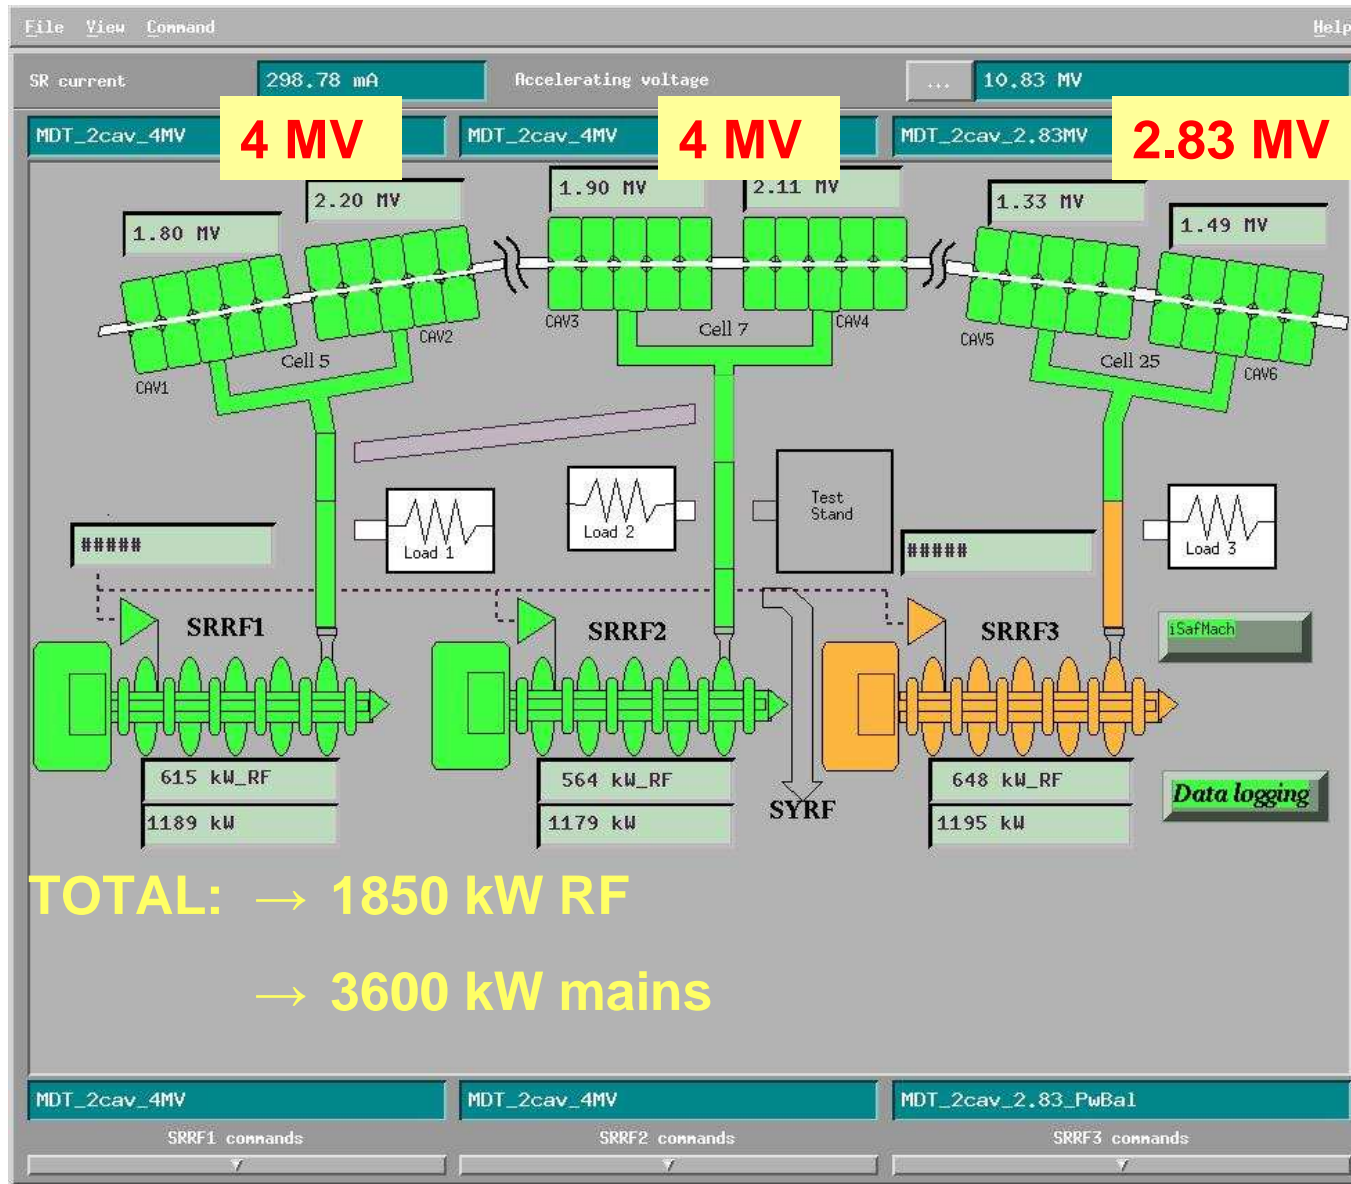 File View Command Help
SR current 298.78 mA Accelerating voltage ... 10.83 MV
MDT_2cav_4MV 4 MV MDT_2cav_4MV 4 MV MDT_2cav_2.83MV 2.83 MV
1.80 MV 2.20 MV 1.90 MV 2.11 MV 1.33 MV 1.49 MV
CAV1 Cell 5 CAV2 CAV3 Cell 7 CAV4 CAV5 Cell 25 CAV6
Load 1 Load 2 Test Stand Load 3
##### #####
SRRF1 SRRF2 SRRF3 iSafMach
615 kW_RF 564 kW_RF 648 kW_RF
1189 kW 1179 kW SYRF 1195 kW Data logging
TOTAL: → 1850 kW RF
→ 3600 kW mains
MDT_2cav_4MV MDT_2cav_4MV MDT_2cav_2.83_PwBal
SRRF1 commands SRRF2 commands SRRF3 commands